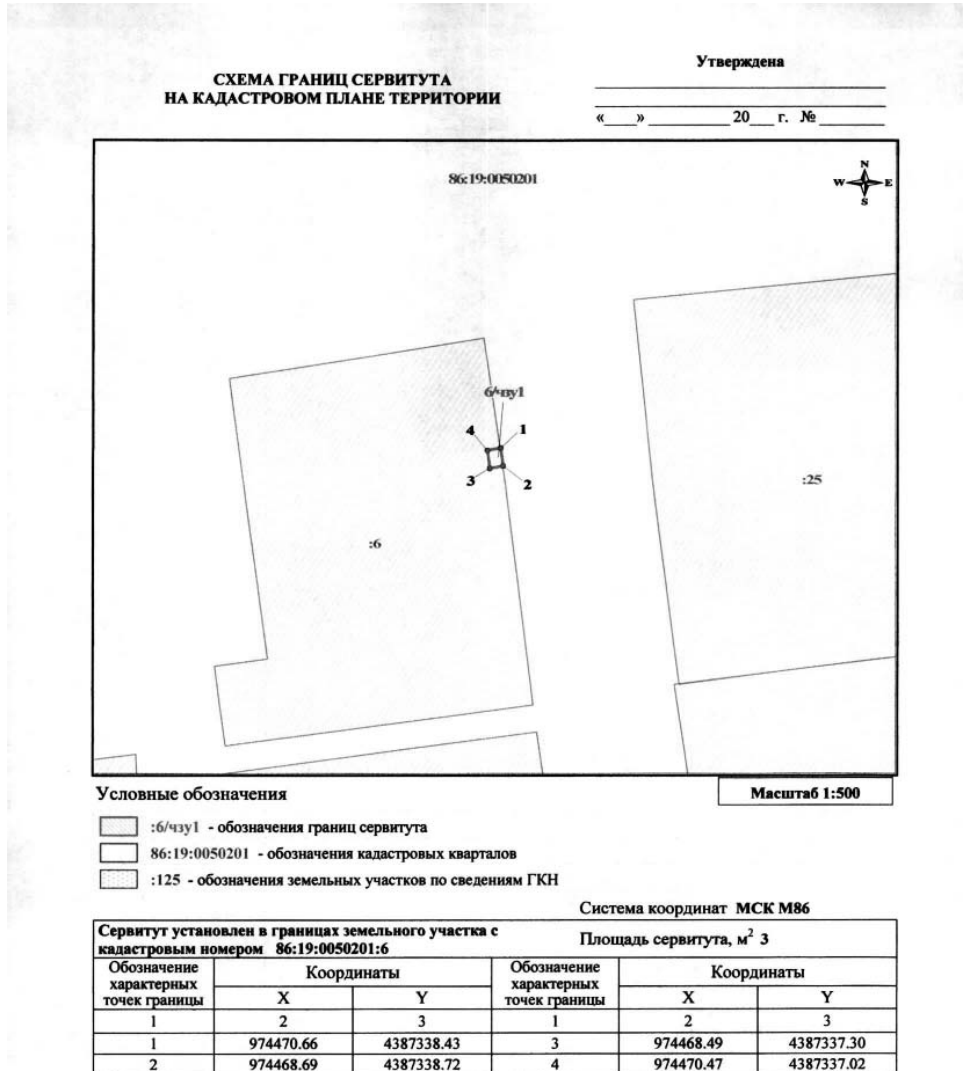 Утверждена
СХЕМА ГРАНИЦ СЕРВИТУТА
НА КАДАСТРОВОМ ПЛАНЕ ТЕРРИТОРИИ
«____» __________ 20___ г. № ________
86:19:0050201
N
W E
S
6/чзу1
4 1
3 2
:25
:6
Условные обозначения
Масштаб 1:500
:6/чзу1 - обозначения границ сервитута
86:19:0050201 - обозначения кадастровых кварталов
:125 - обозначения земельных участков по сведениям ГКН
Система координат МСК М86
Сервитут установлен в границах земельного участка с
кадастровым номером 86:19:0050201:6
Площадь сервитута, м² 3
Обозначение характерных точек границы Координаты Обозначение характерных точек границы Координаты
X Y X Y
1 2 3 1 2 3
1 974470.66 4387338.43 3 974468.49 4387337.30
2 974468.69 4387338.72 4 974470.47 4387337.02